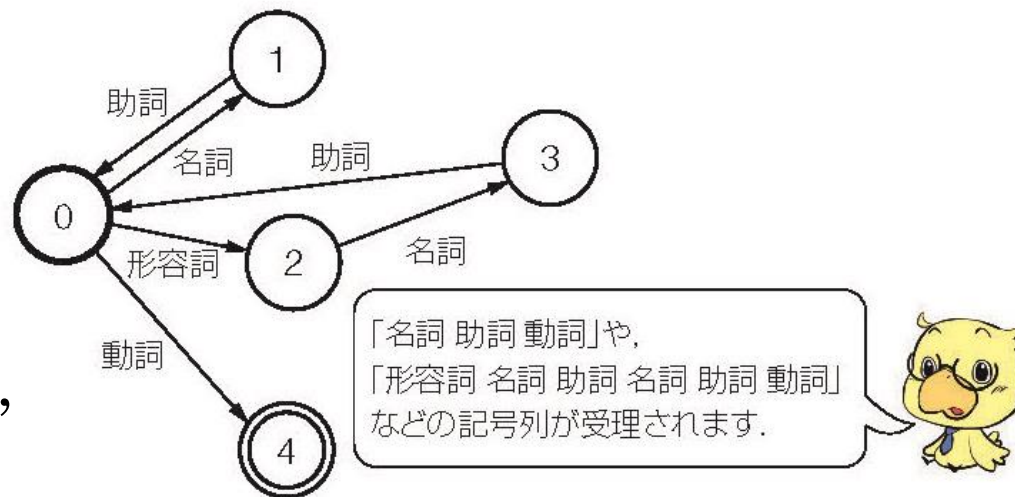 1
助詞
名詞
助詞
3
0
形容詞
2
名詞
動詞
,
4
「名詞 助詞 動詞」や,
「形容詞 名詞 助詞 名詞 助詞 動詞」
などの記号列が受理されます.